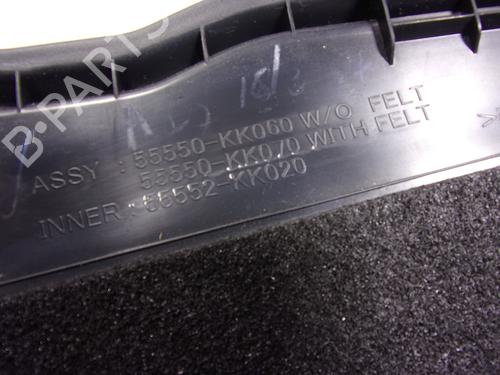 B-PARTS
ASSY : 55550-KK060 W/O FELT
55550-KK070 WITH FELT
INNER : 55552-KK020